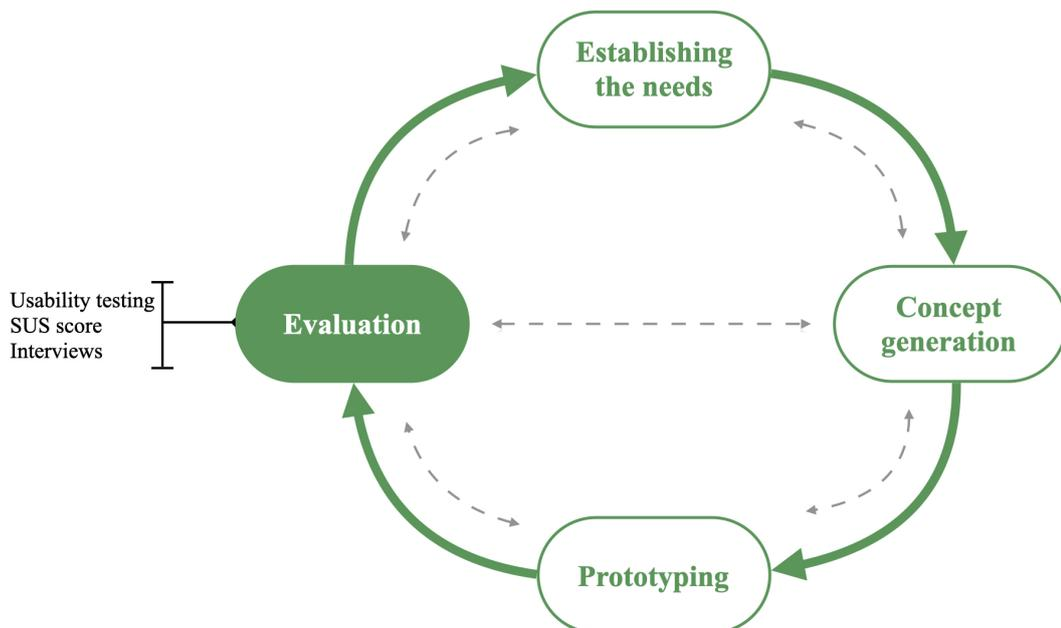 Establishing
the needs
Usability testing
SUS score
Interviews
Evaluation
Concept
generation
Prototyping